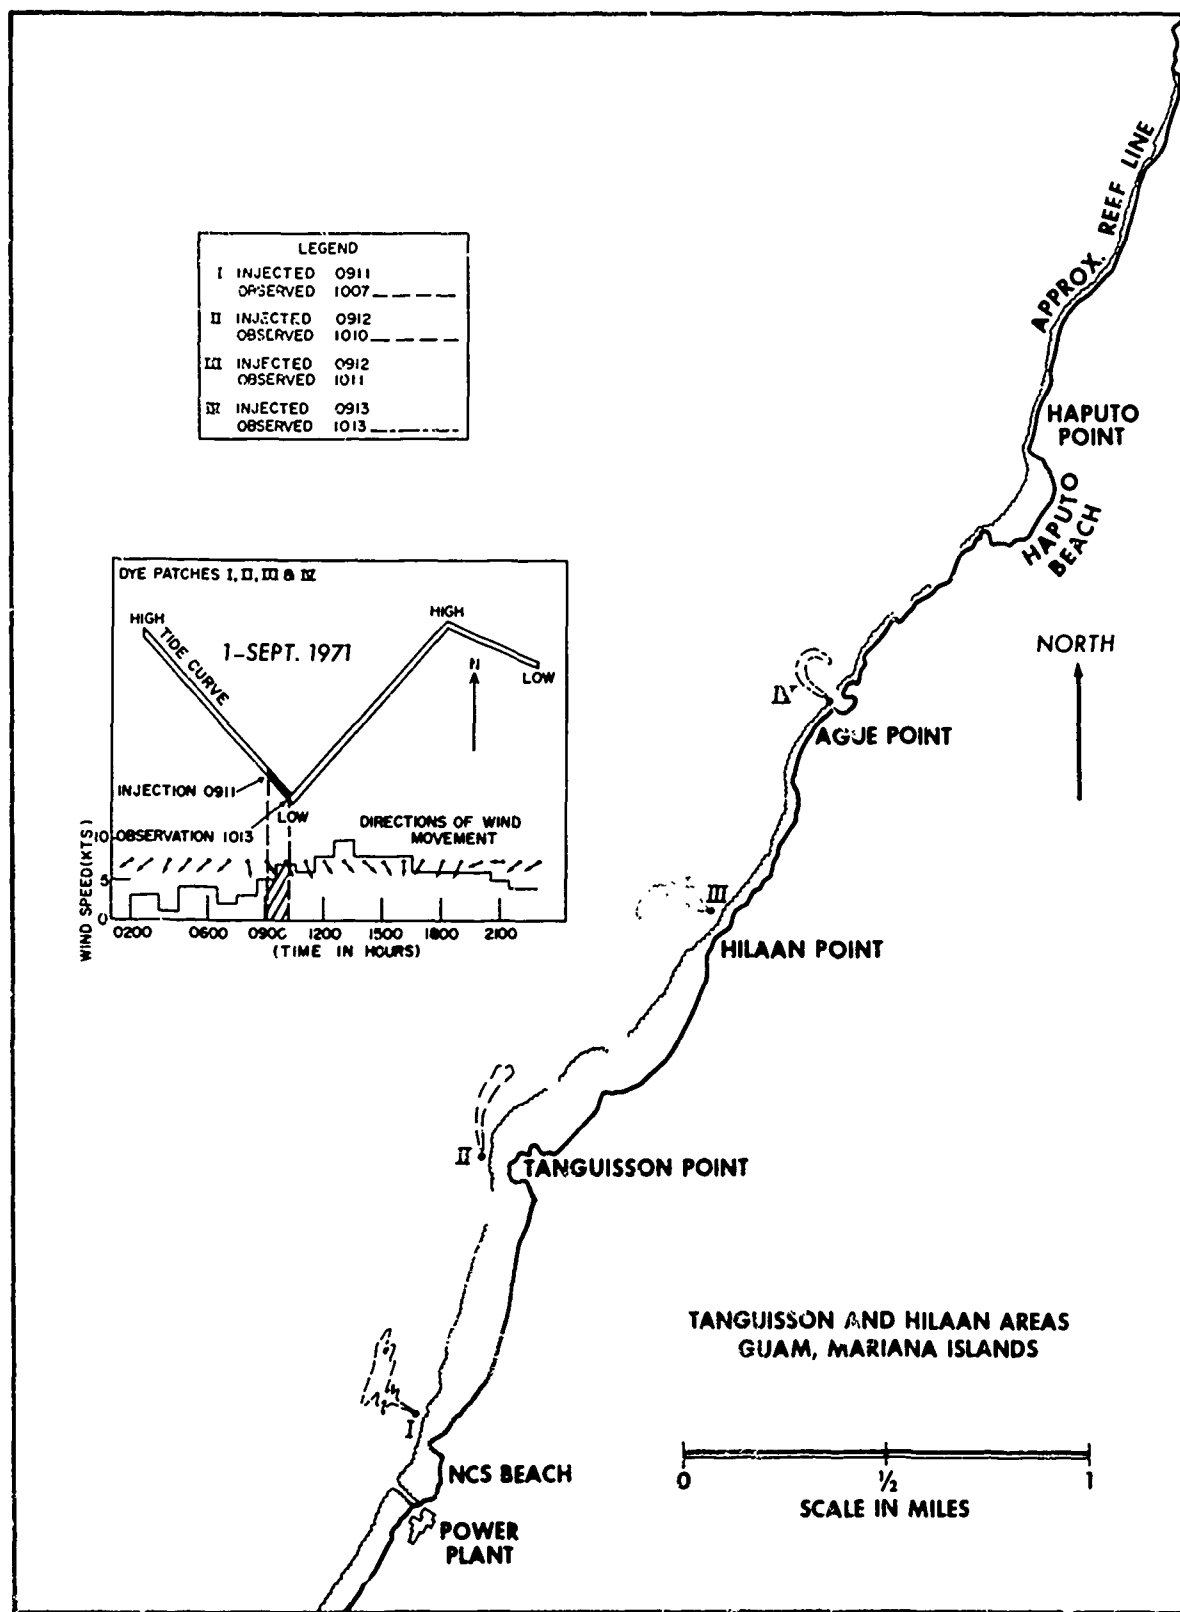 LEGEND
I INJECTED 0911
OBSERVED 1007
II INJECTED 0912
OBSERVED 1010
III INJECTED 0912
OBSERVED 1011
IV INJECTED 0913
OBSERVED 1013
APPROX. REEF LINE
HAPUTO
POINT
HAPUTO
BEACH
NORTH
DYE PATCHES I, II, III & IV
HIGH
TIDE CURVE
1-SEPT. 1971
HIGH
N
LOW
INJECTION 0911
OBSERVATION 1013
LOW
DIRECTIONS OF WIND
MOVEMENT
WIND SPEED(KTS)
10
5
0
0200 0600 0900 1200 1500 1800 2100
(TIME IN HOURS)
IV
AGUE POINT
III
HILAAN POINT
II
TANGUISSON POINT
TANGUISSON AND HILAAN AREAS
GUAM, MARIANA ISLANDS
I
NCS BEACH
0 1/2 1
SCALE IN MILES
POWER
PLANT